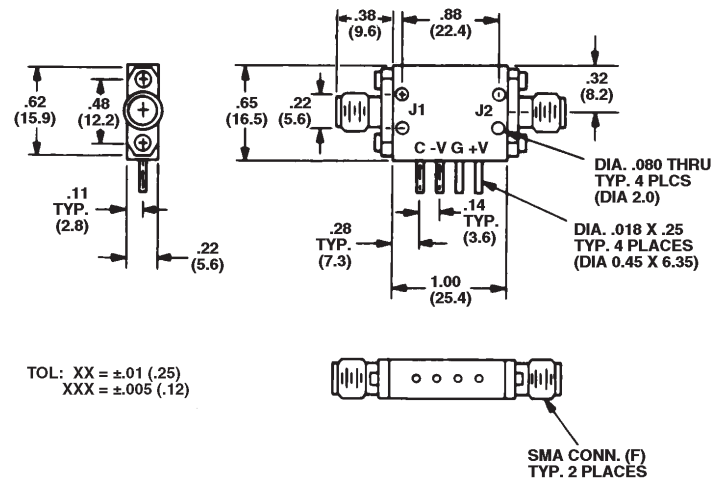 .38
(9.6)
.88
(22.4)
.62
(15.9)
.48
(12.2)
.65
(16.5)
.22
(5.6)
.32
(8.2)
J1
J2
C -V G +V
DIA. .080 THRU
TYP. 4 PLCS
(DIA 2.0)
.11
TYP.
(2.8)
.14
TYP.
(3.6)
.28
TYP.
(7.3)
DIA. .018 X .25
TYP. 4 PLACES
(DIA 0.45 X 6.35)
.22
(5.6)
1.00
(25.4)
TOL: XX = ±.01 (.25)
XXX = ±.005 (.12)
SMA CONN. (F)
TYP. 2 PLACES